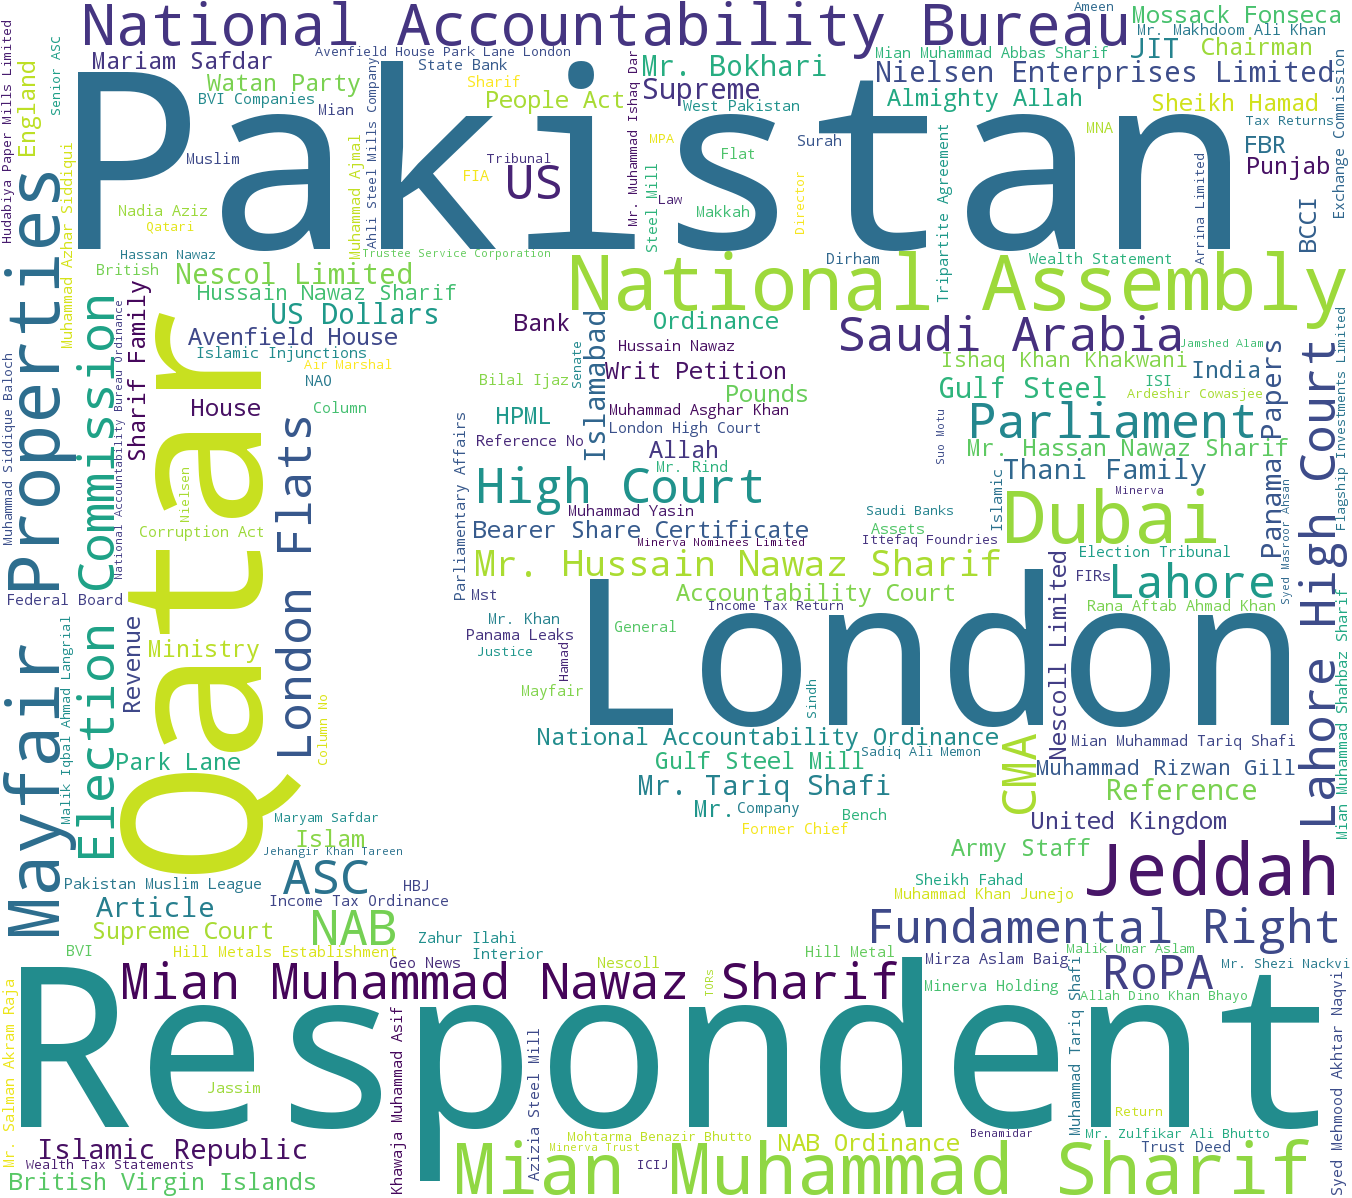 National Accountability Bureau
Ameen
Mossack Fonseca
Mr. Makhdoom Ali Khan
Hudabiya Paper Mills Limited
England
Senior ASC
Mariam Safdar
Avenfield House Park Lane London
State Bank
Sharif
Watan Party
BVI Companies
Mian
Ahli Steel Mills Company
People Act
Mr. Muhammad Ishaq Dar
Mr. Bokhari
Supreme
West Pakistan
Mian Muhammad Abbas Sharif
JIT
Chairman
Nielsen Enterprises Limited
Almighty Allah
Sheikh Hamad
Tax Returns
Exchange Commission
Pakistan
Muslim
Muhammad Ajmal
Tribunal
FIA
US
MPA
Flat
Surah
MNA
FBR
Punjab
Law
Makkah
Steel Mill
Director
Tripartite Agreement
Arrina Limited
BCCI
Muhammad Azhar Siddiqui
Nadia Aziz
Qatari
Hassan Nawaz
Trustee Service Corporation
Dirham
Wealth Statement
British
Nescol Limited
National Assembly
Mayfair Properties
Hussain Nawaz Sharif
US Dollars
Bank
Ordinance
Saudi Arabia
Jamshed Alam
Sharif Family
Avenfield House
Islamic Injunctions
Air Marshal
NAO
Islamabad
Senate
Hussain Nawaz
Writ Petition
Ishaq Khan Khakwani
India
Bilal Ijaz
Pounds
Gulf Steel
ISI
Ardeshir Cowasjee
House
Column
HPML
Muhammad Asghar Khan
London High Court
Parliament
Panama Papers
Lahore High Court
Flagship Investments Limited
Muhammad Siddique Baloch
Election Commission
National Accountability Bureau Ordinance
Qatar
London Flats
Reference No
Allah
Suo Motu
Mr. Hassan Nawaz Sharif
Parliamentary Affairs
High Court
Mr. Rind
Thani Family
Islamic
Minerva
Nielsen
Muhammad Yasin
Dubai
Syed Masroor Ahsan
Corruption Act
Bearer Share Certificate
Saudi Banks
Assets
Minerva Nominees Limited
Ittefaq Foundries
Mr. Hussain Nawaz Sharif
Election Tribunal
FIRs
Lahore
Federal Board
Mst
Accountability Court
Income Tax Return
Rana Aftab Ahmad Khan
Mr. Khan
Panama Leaks
Justice
General
London
Nescoll Limited
Mian Muhammad Shahbaz Sharif
Malik Iqbal Ahmad Langrial
Revenue
Ministry
Hamad
Mayfair
Sindh
Column No
National Accountability Ordinance
Sadiq Ali Memon
Mian Muhammad Tariq Shafi
Park Lane
Gulf Steel Mill
CMA
Muhammad Rizwan Gill
Mr. Tariq Shafi
Reference
Mr.
Company
Bench
Maryam Safdar
Former Chief
United Kingdom
Islam
Jehangir Khan Tareen
Army Staff
Pakistan Muslim League
ASC
HBJ
Sheikh Fahad
Muhammad Khan Junejo
Jeddah
Article
Income Tax Ordinance
Supreme Court
NAB
Zahur Ilahi
Fundamental Right
BVI
Hill Metals Establishment
Interior
Hill Metal
Malik Umar Aslam
Geo News
Nescoll
Mirza Aslam Baig
Mr. Shezi Nackvi
Mian Muhammad Nawaz Sharif
TORs
Minerva Holding
RoPA
Allah Dino Khan Bhayo
Mr. Salman Akram Raja
Respondent
Khawaja Muhammad Asif
Azizia Steel Mill
Muhammad Tariq Shafi
Syed Mehmood Akhtar Naqvi
Jassim
Return
Islamic Republic
Mohtarma Benazir Bhutto
NAB Ordinance
Benamidar
Mr. Zulfikar Ali Bhutto
Minerva Trust
Trust Deed
Wealth Tax Statements
ICIJ
British Virgin Islands
Mian Muhammad Sharif